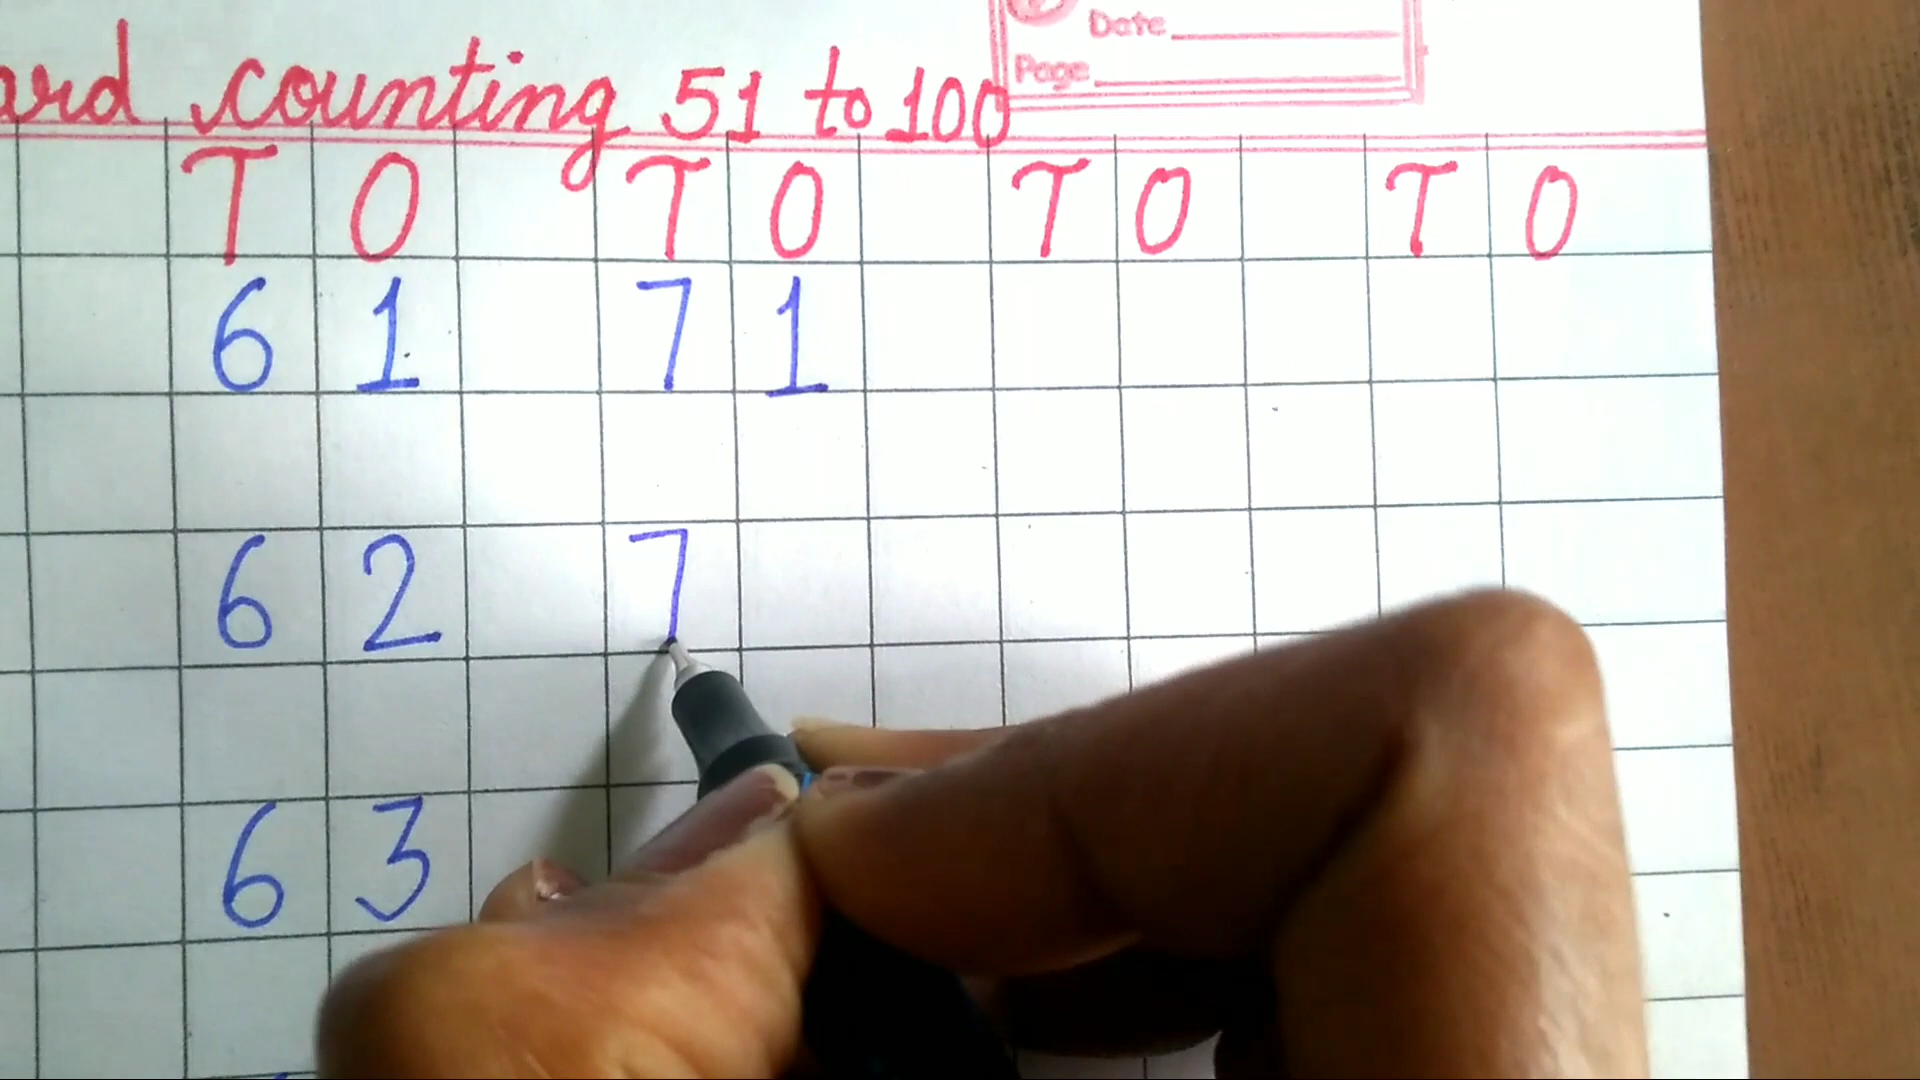 Date
Page
counting 51 to 100
T O T O T O T O
6 1 7 1
6 2 7
6 3